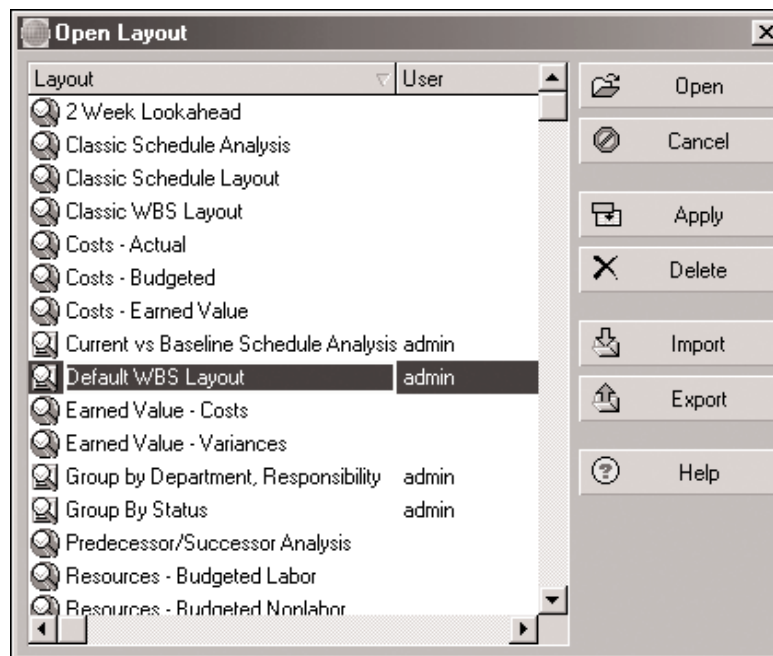 Open Layout
Layout User
2 Week Lookahead
Classic Schedule Analysis
Classic Schedule Layout
Classic WBS Layout
Costs - Actual
Costs - Budgeted
Costs - Earned Value
Current vs Baseline Schedule Analysis admin
Default WBS Layout admin
Earned Value - Costs
Earned Value - Variances
Group by Department, Responsibility admin
Group By Status admin
Predecessor/Successor Analysis
Resources - Budgeted Labor
Resources - Budgeted Nonlabor
Open
Cancel
Apply
Delete
Import
Export
Help